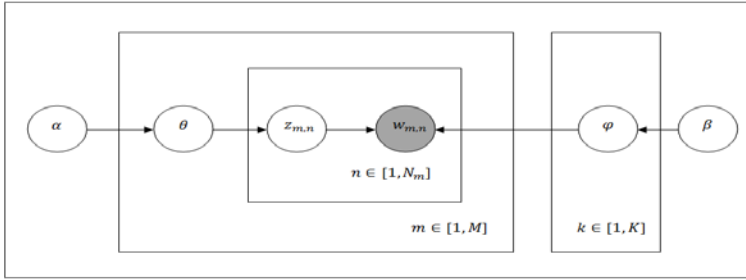 α θ z_{m,n} w_{m,n} φ β
n ∈ [1, N_m]
m ∈ [1, M] k ∈ [1, K]